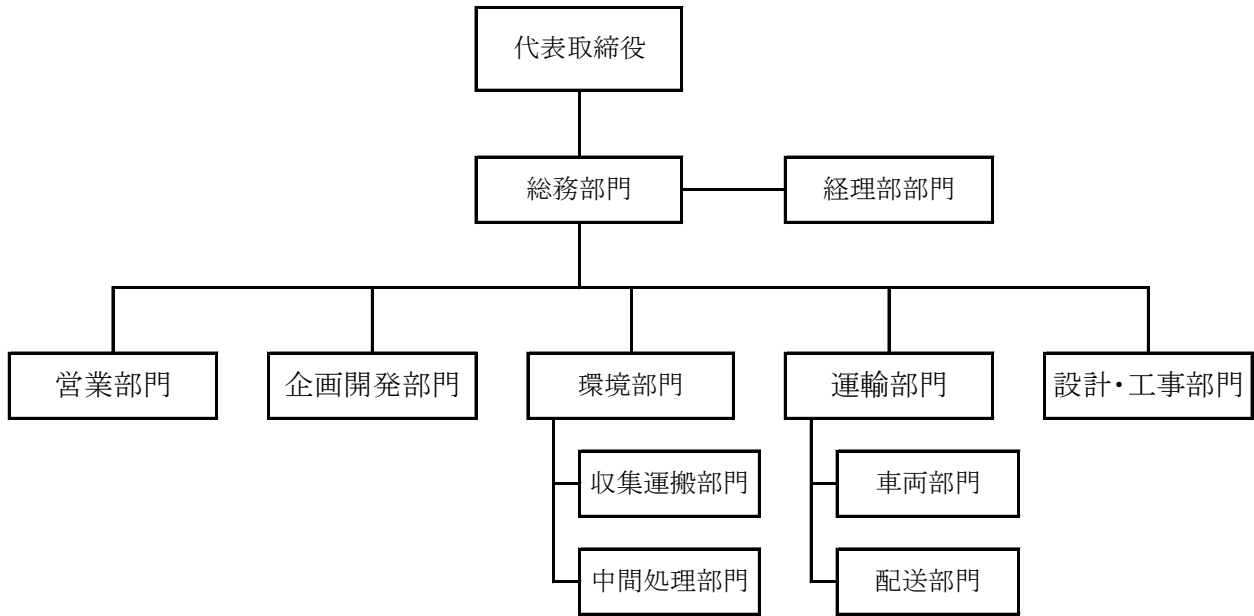 代表取締役
総務部門
経理部部門
営業部門
企画開発部門
環境部門
運輸部門
設計・工事部門
収集運搬部門
車両部門
中間処理部門
配送部門